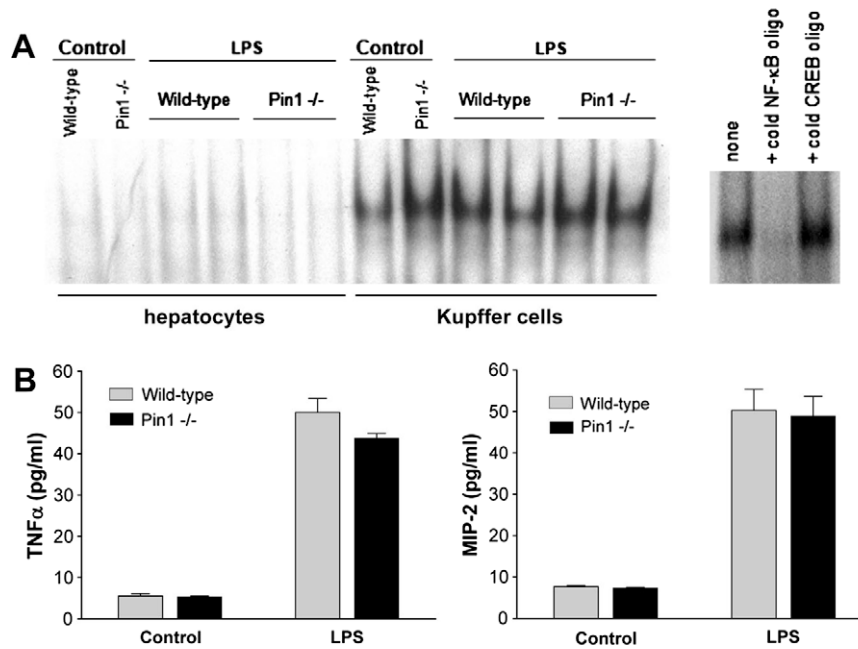 A
Control
LPS
Control
LPS
Wild-type
Pin1 -/-
Wild-type
Pin1 -/-
Wild-type
Pin1 -/-
Wild-type
Pin1 -/-
none
+ cold NF-κB oligo
+ cold CREB oligo
hepatocytes
Kupffer cells
B
TNFα (pg/ml)
60
50
40
30
20
10
0
Wild-type
Pin1 -/-
Control
LPS
MIP-2 (pg/ml)
60
50
40
30
20
10
0
Wild-type
Pin1 -/-
Control
LPS